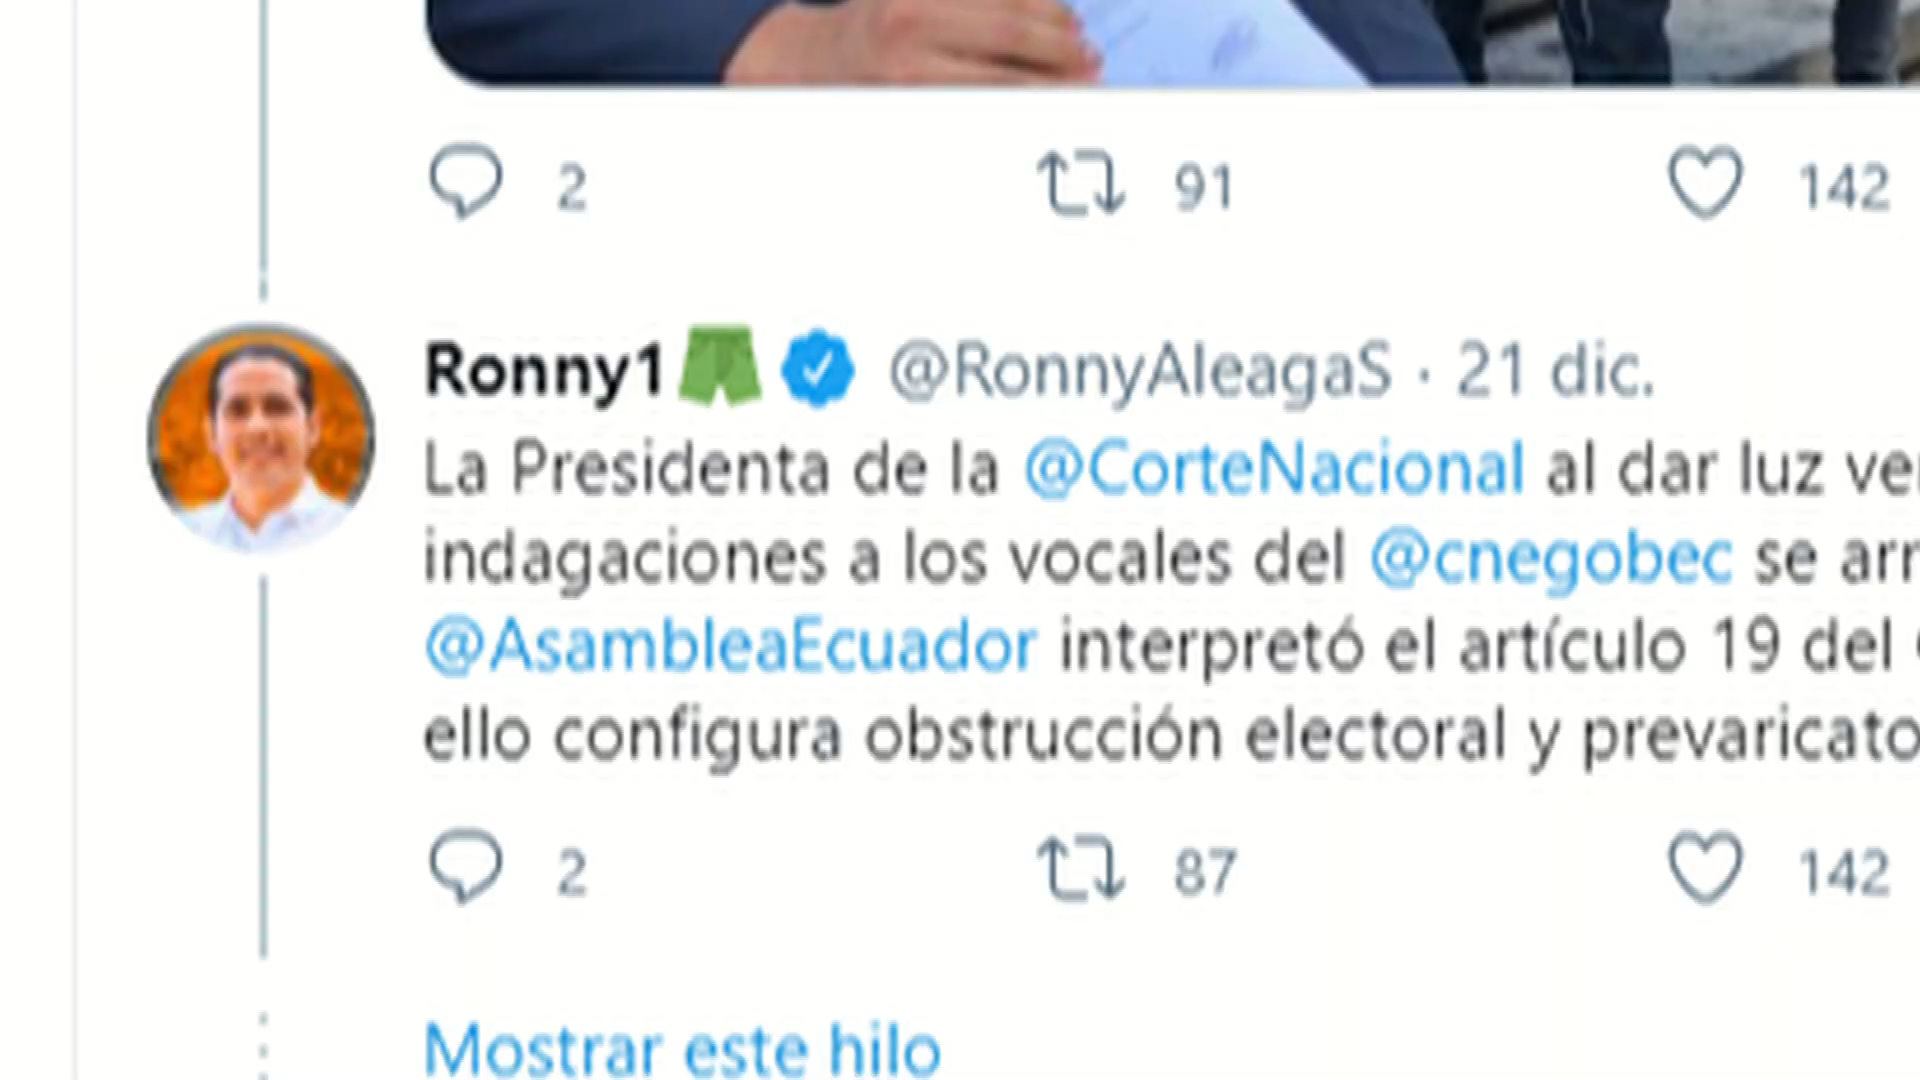 2 91 142
Ronny1 @RonnyAleagaS · 21 dic.
La Presidenta de la @CorteNacional al dar luz
indagaciones a los vocales del @cnegobec se
@AsambleaEcuador interpretó el artículo 19 del
ello configura obstrucción electoral y prevaricato
2 87 142
Mostrar este hilo